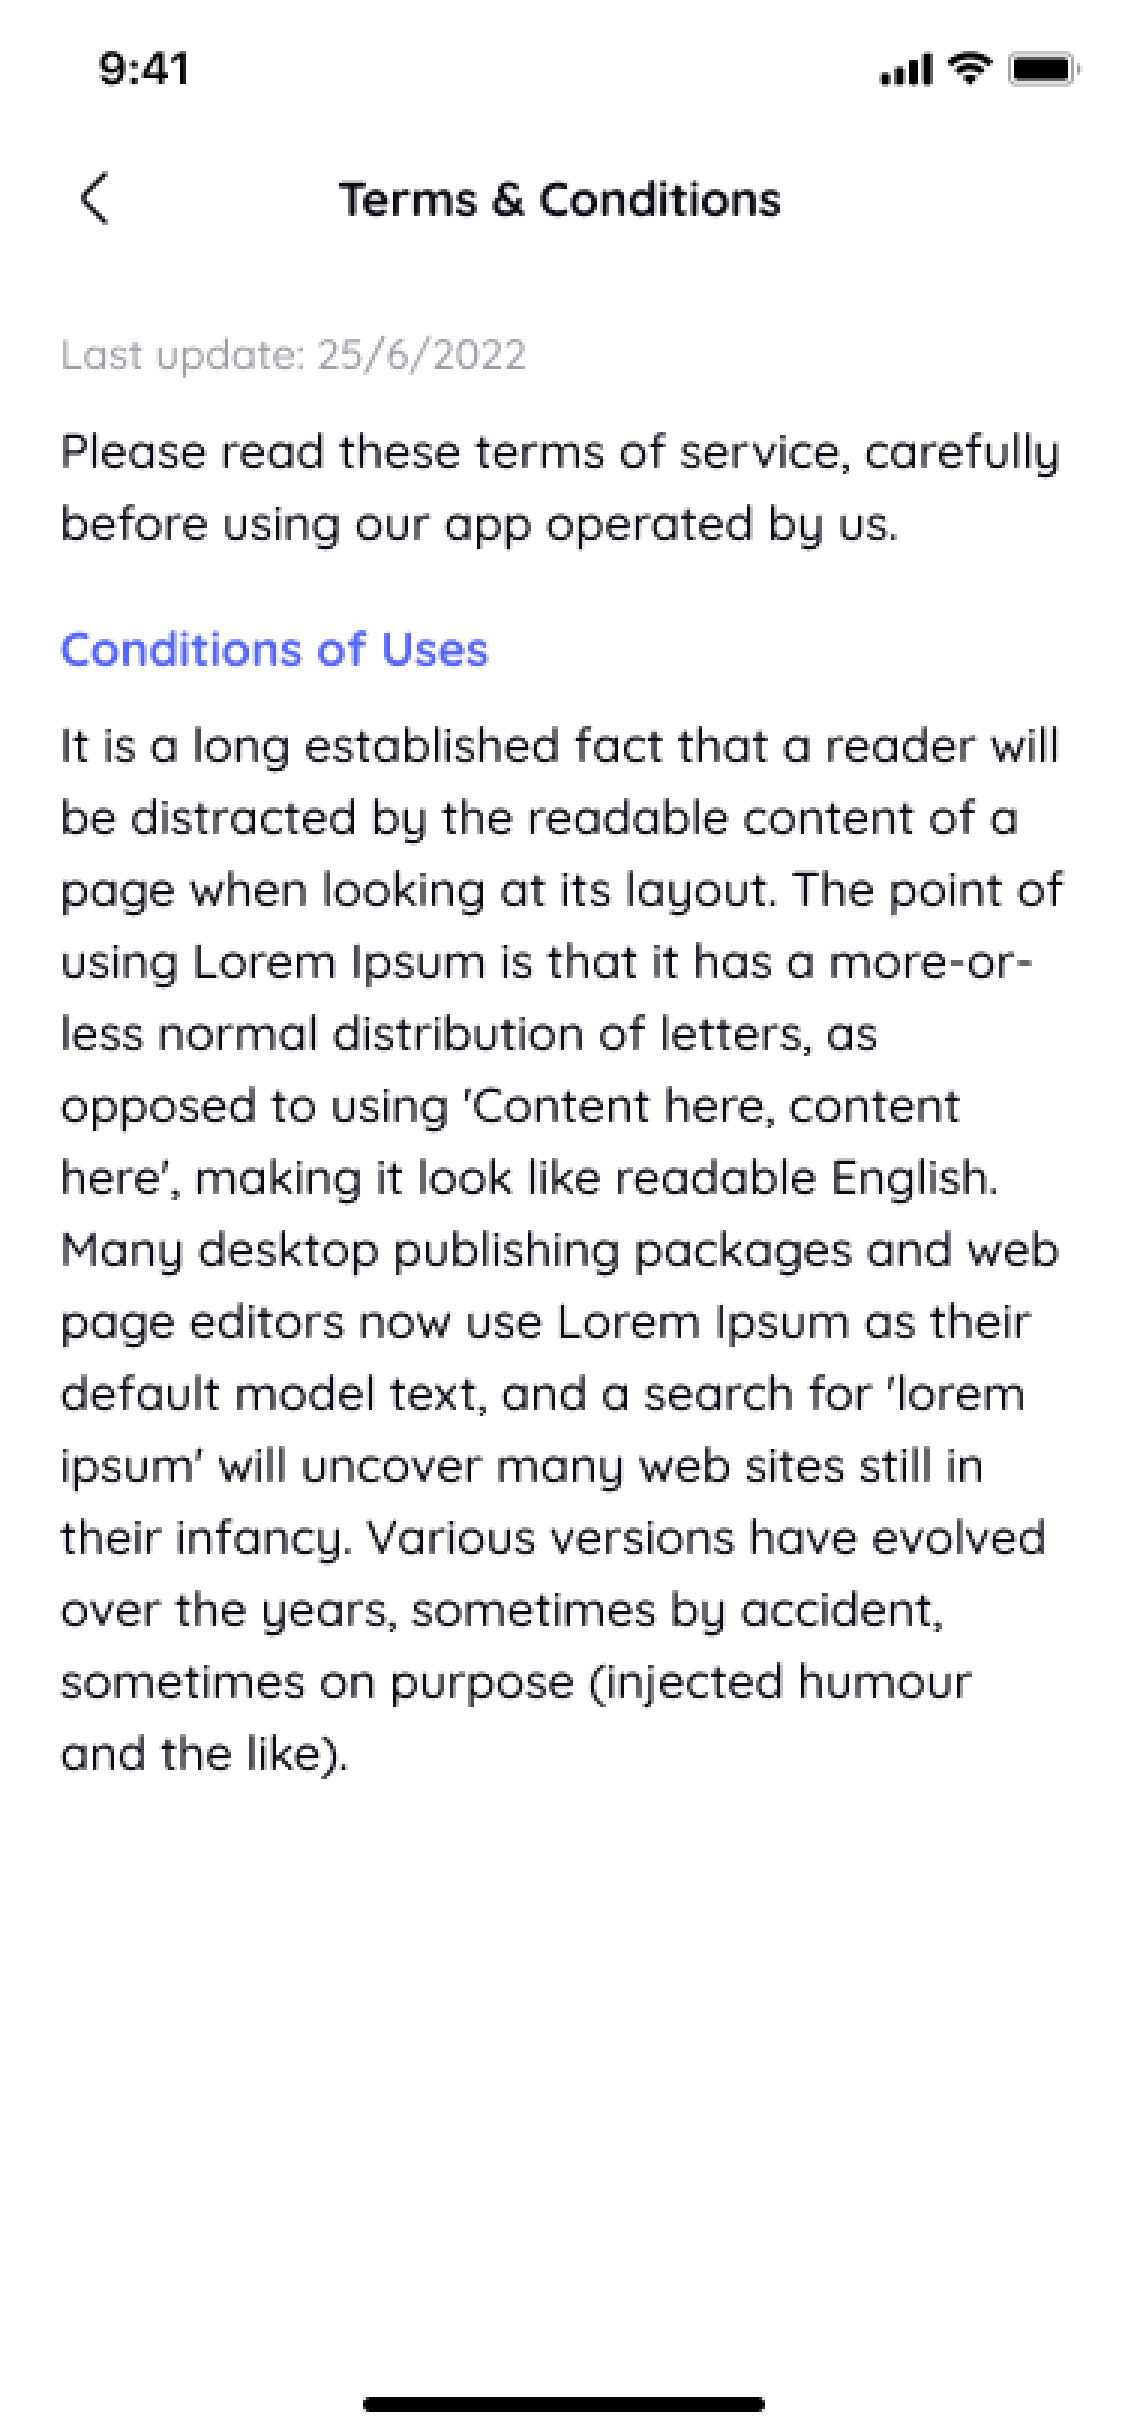 9:41
Terms & Conditions
Last update: 25/6/2022
Please read these terms of service, carefully
before using our app operated by us.
Conditions of Uses
It is a long established fact that a reader will
be distracted by the readable content of a
page when looking at its layout. The point of
using Lorem Ipsum is that it has a more-or-
less normal distribution of letters, as
opposed to using 'Content here, content
here', making it look like readable English.
Many desktop publishing packages and web
page editors now use Lorem Ipsum as their
default model text, and a search for 'lorem
ipsum' will uncover many web sites still in
their infancy. Various versions have evolved
over the years, sometimes by accident,
sometimes on purpose (injected humour
and the like).